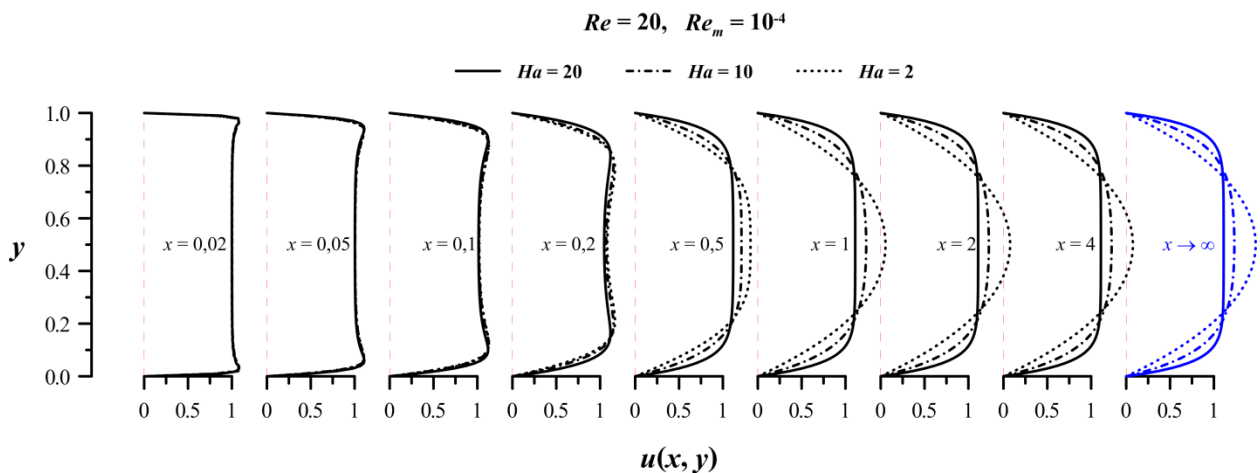 Re = 20, Reₘ = 10⁻⁴
Ha = 20 Ha = 10 Ha = 2
y
1.0
0.8
0.6
0.4
0.2
0.0
x = 0,02 x = 0,05 x = 0,1 x = 0,2 x = 0,5 x = 1 x = 2 x = 4 x → ∞
0 0.5 1 0 0.5 1 0 0.5 1 0 0.5 1 0 0.5 1 0 0.5 1 0 0.5 1 0 0.5 1 0 0.5 1
u(x, y)